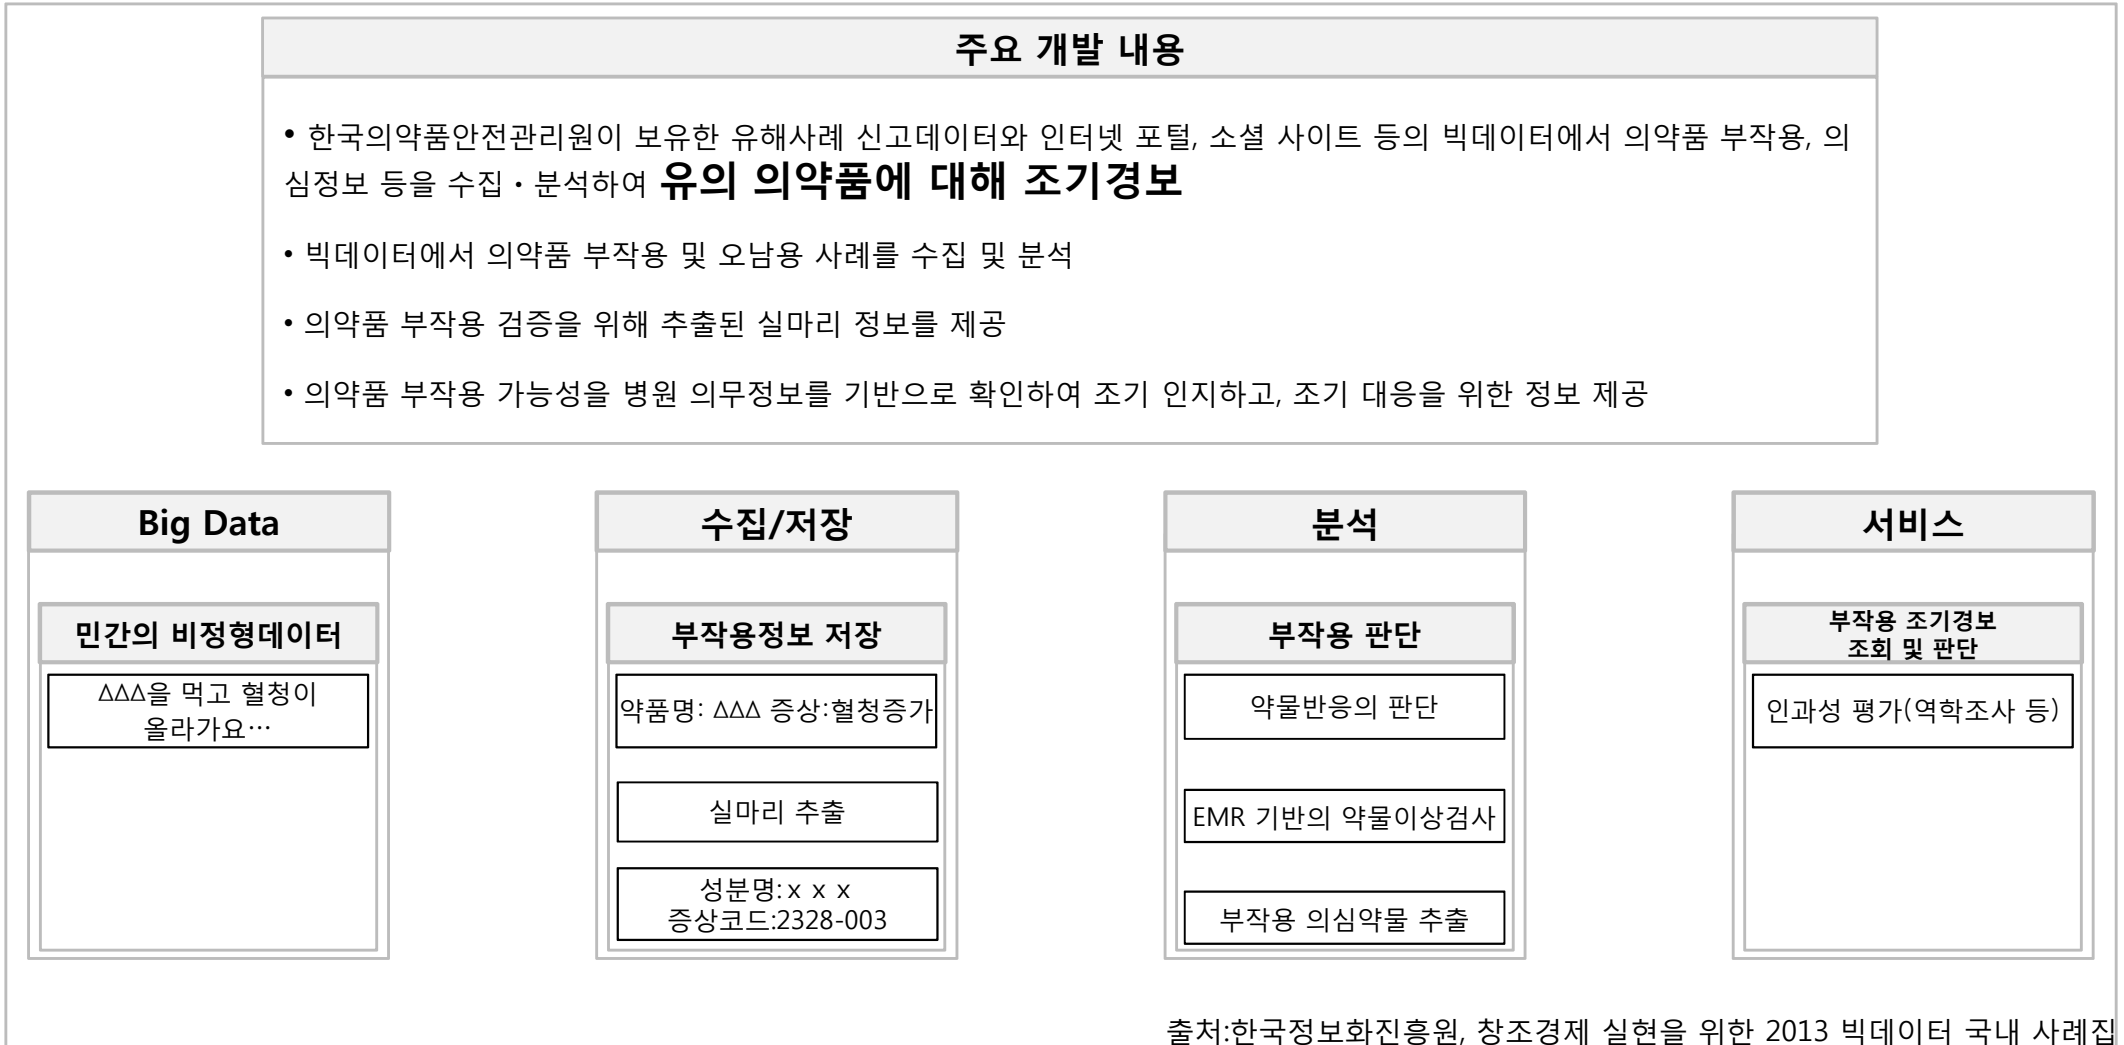 주요 개발 내용
• 한국의약품안전관리원이 보유한 유해사례 신고데이터와 인터넷 포털, 소셜 사이트 등의 빅데이터에서 의약품 부작용, 의
심정보 등을 수집・분석하여 유의 의약품에 대해 조기경보
• 빅데이터에서 의약품 부작용 및 오남용 사례를 수집 및 분석
• 의약품 부작용 검증을 위해 추출된 실마리 정보를 제공
• 의약품 부작용 가능성을 병원 의무정보를 기반으로 확인하여 조기 인지하고, 조기 대응을 위한 정보 제공
Big Data
민간의 비정형데이터
ΔΔΔ을 먹고 혈청이
올라가요…
수집/저장
부작용정보 저장
약품명: ΔΔΔ 증상:혈청증가
실마리 추출
성분명:x x x
증상코드:2328-003
분석
부작용 판단
약물반응의 판단
EMR 기반의 약물이상검사
부작용 의심약물 추출
서비스
부작용 조기경보
조회 및 판단
인과성 평가(역학조사 등)
출처:한국정보화진흥원, 창조경제 실현을 위한 2013 빅데이터 국내 사례집